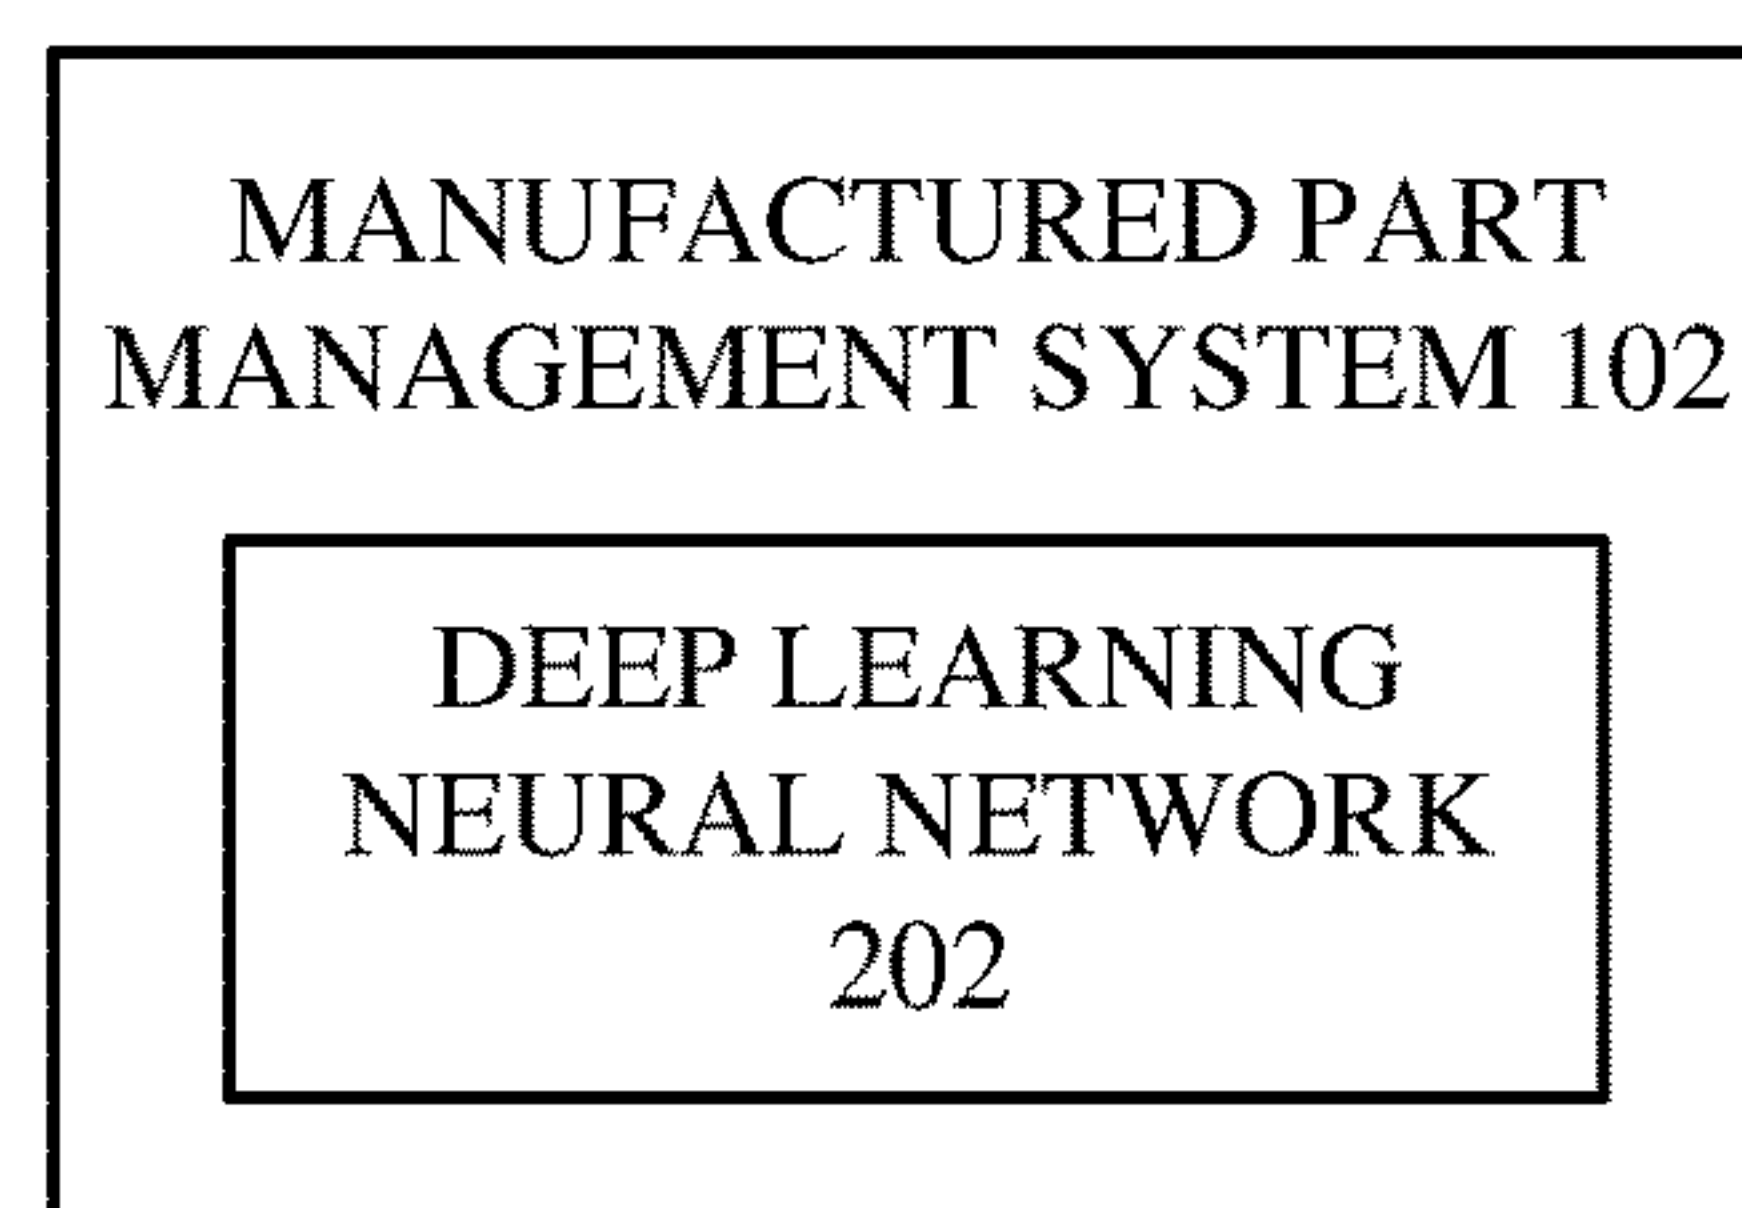 MANUFACTURED PART
MANAGEMENT SYSTEM 102
DEEP LEARNING
NEURAL NETWORK
202